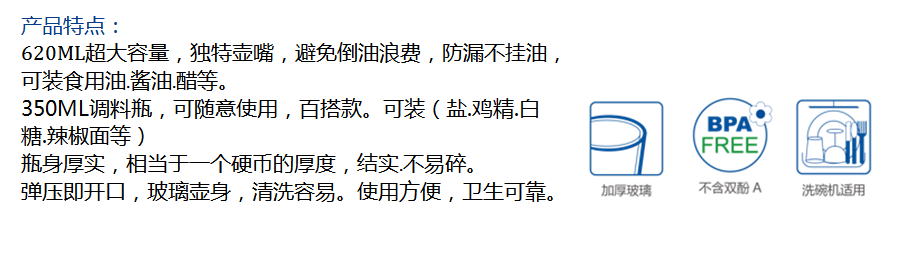 产品特点：
620ML超大容量，独特壶嘴，避免倒油浪费，防漏不挂油，
可装食用油.酱油.醋等。
350ML调料瓶，可随意使用，百搭款。可装（盐.鸡精.白
糖.辣椒面等）
瓶身厚实，相当于一个硬币的厚度，结实.不易碎。
弹压即开口，玻璃壶身，清洗容易。使用方便，卫生可靠。
BPA
FREE
加厚玻璃
不含双酚 A
洗碗机适用